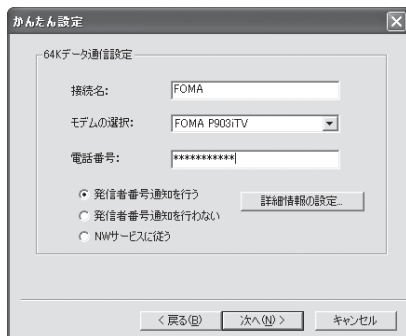 かんたん設定
64Kデータ通信設定
接続名: FOMA
モデムの選択: FOMA P903iTV
電話番号: ***********
発信者番号通知を行う
詳細情報の設定...
発信者番号通知を行わない
NWサービスに従う
< 戻る(B) 次へ(N) > キャンセル